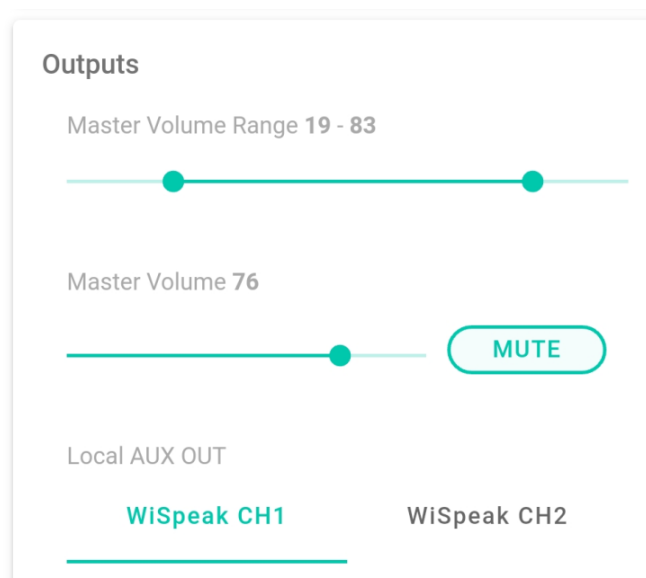 Outputs
Master Volume Range 19 - 83
Master Volume 76
MUTE
Local AUX OUT
WiSpeak CH1 WiSpeak CH2